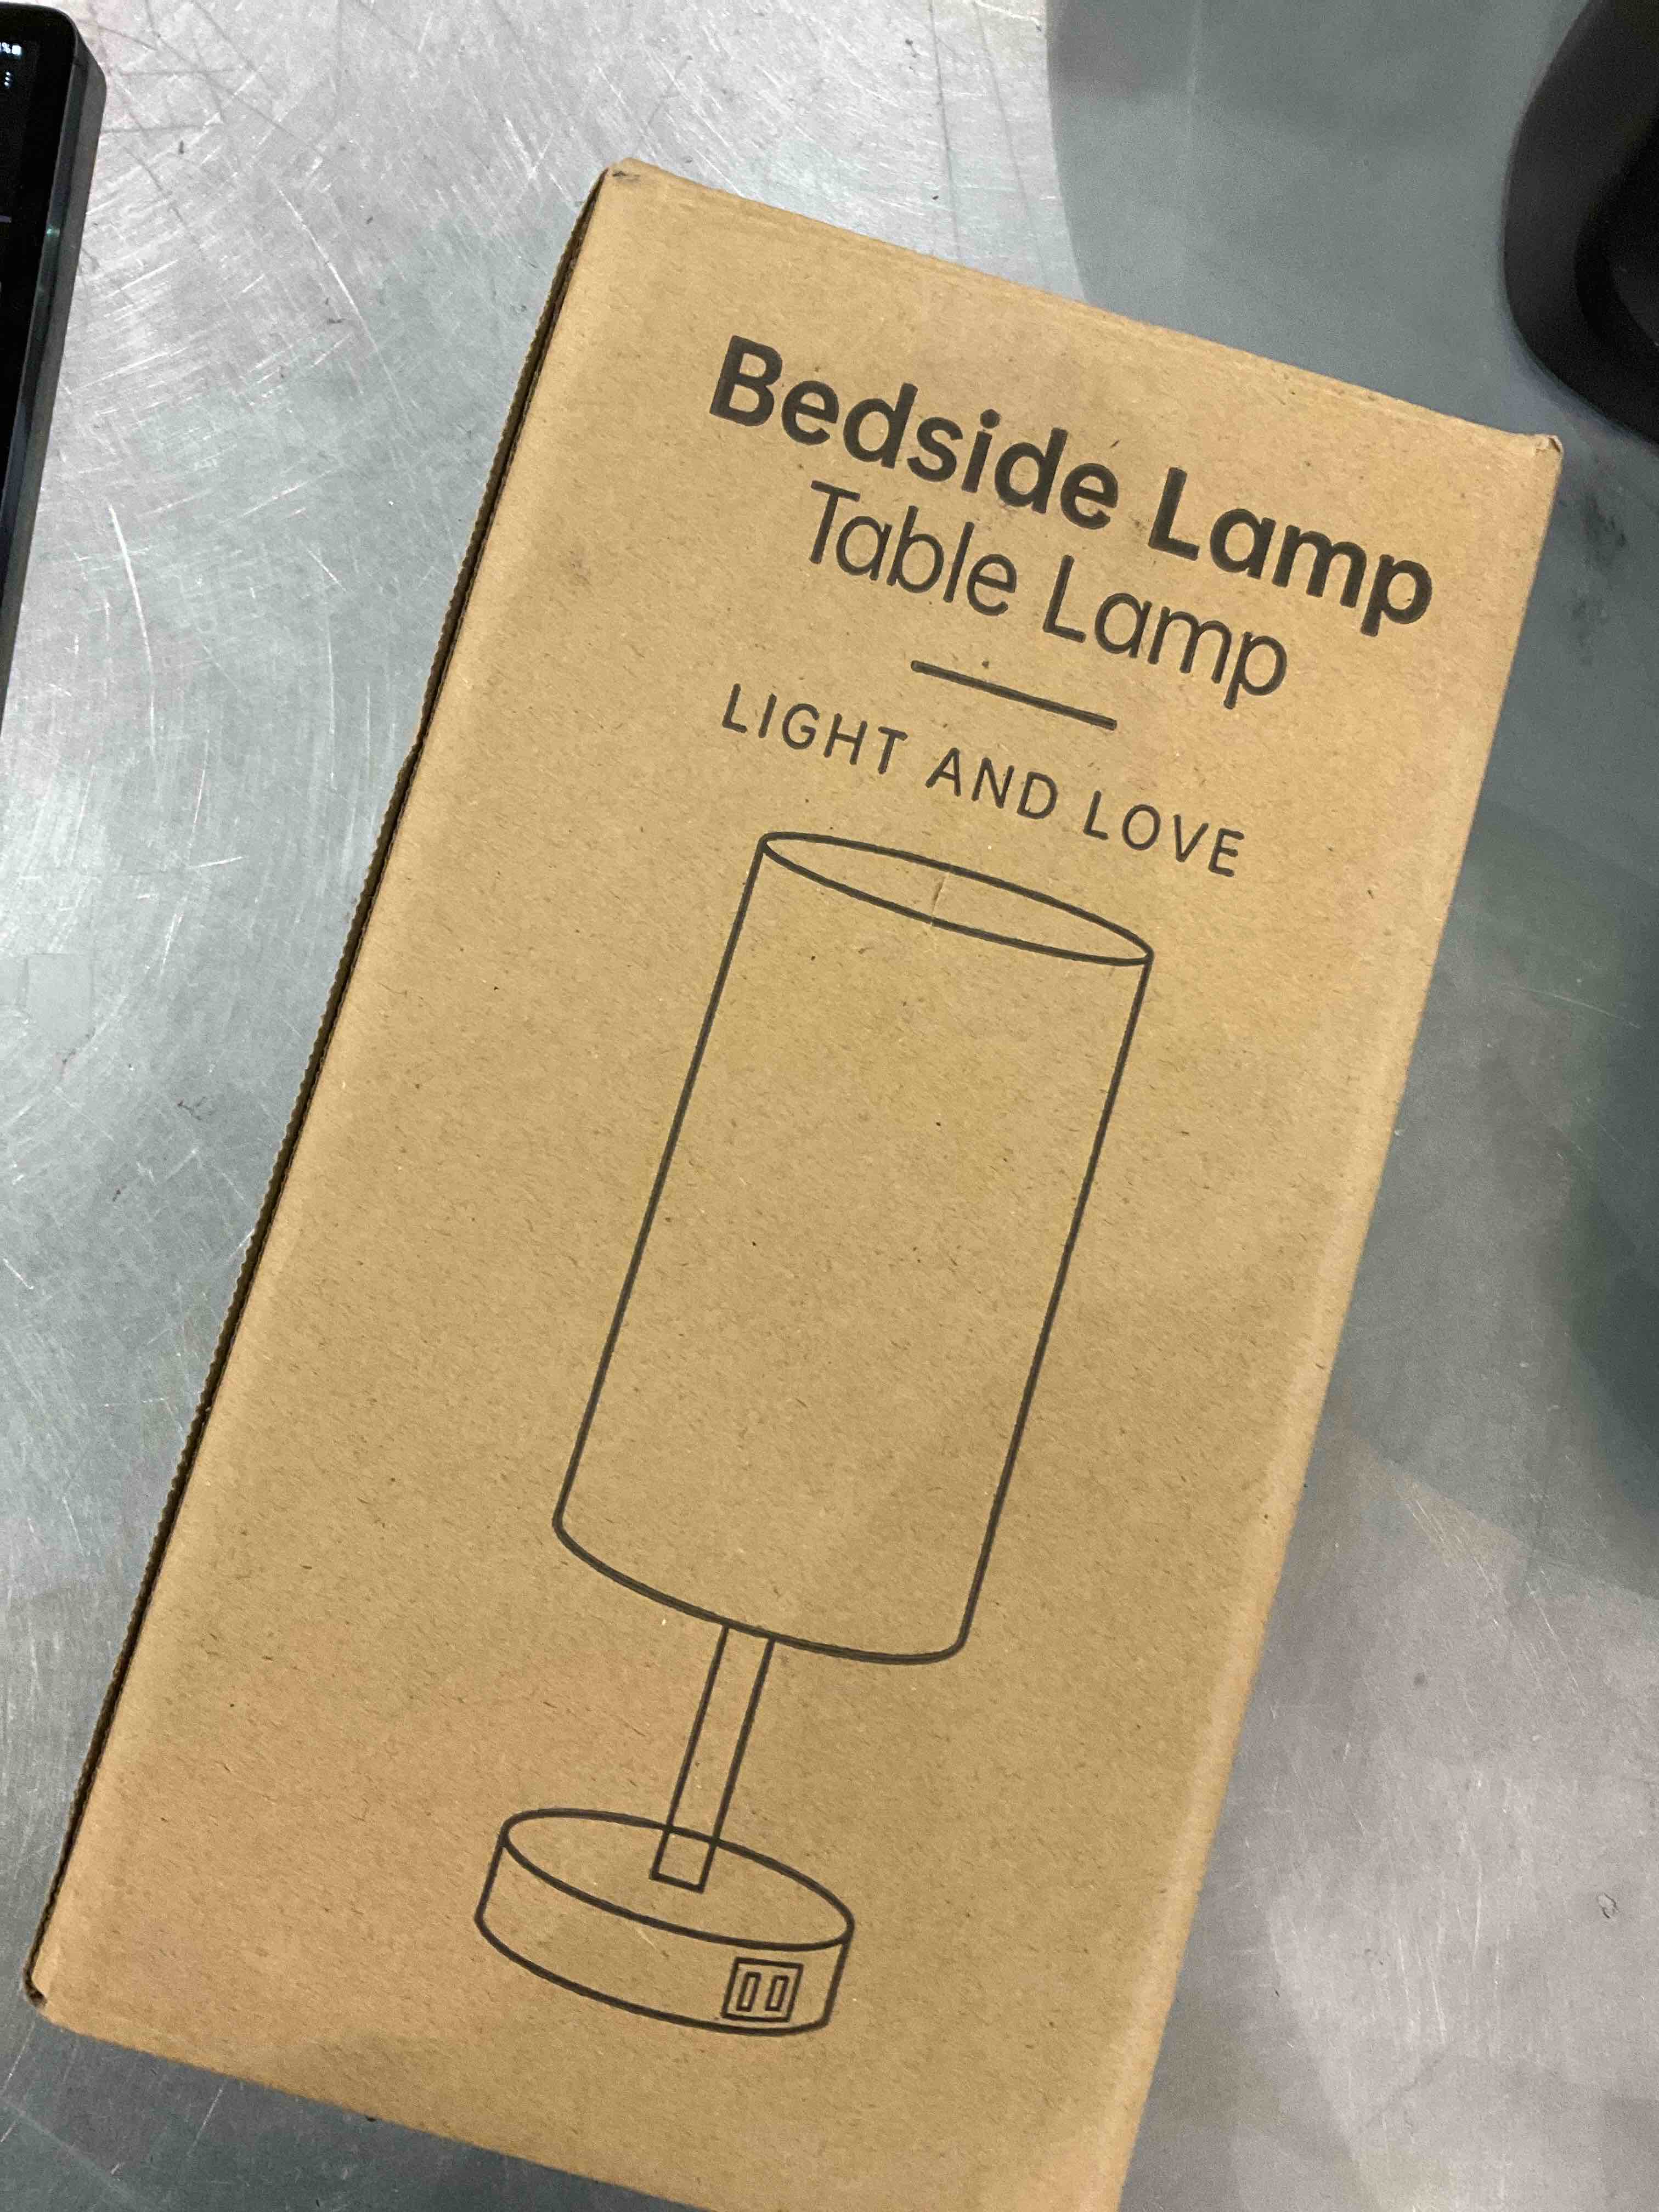 Bedside Lamp
Table Lamp
LIGHT AND LOVE